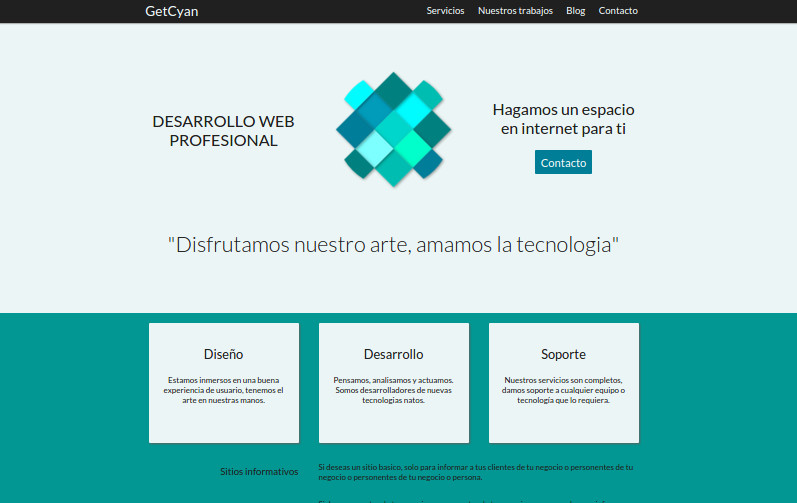 GetCyan
Servicios Nuestros trabajos Blog Contacto
DESARROLLO WEB
PROFESIONAL
Hagamos un espacio
en internet para ti
Contacto
"Disfrutamos nuestro arte, amamos la tecnologia"
Diseño
Estamos inmersos en una buena
experiencia de usuario, tenemos el
arte en nuestras manos.
Desarrollo
Pensamos, analisamos y actuamos.
Somos desarrolladores de nuevas
tecnologias natos.
Soporte
Nuestros servicios son completos,
damos soporte a cualquier equipo o
tecnología que lo requiera.
Sitios informativos
Si deseas un sitio basico, solo para informar a tus clientes de tu negocio o personentes de tu
negocio o personentes de tu negocio o persona.